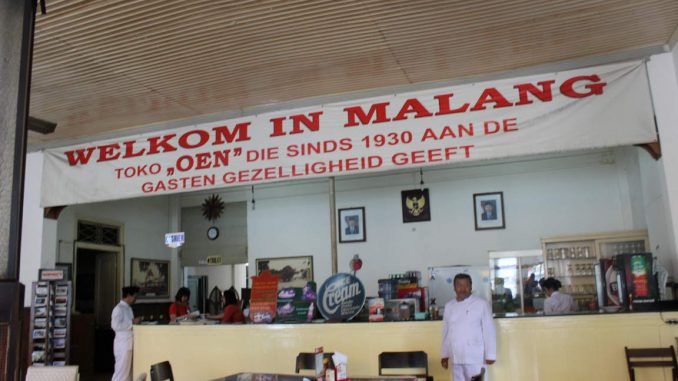 WELKOM IN MALANG
TOKO „OEN" DIE SINDS 1930 AAN DE
GASTEN GEZELLIGHEID GEEFT
Cream